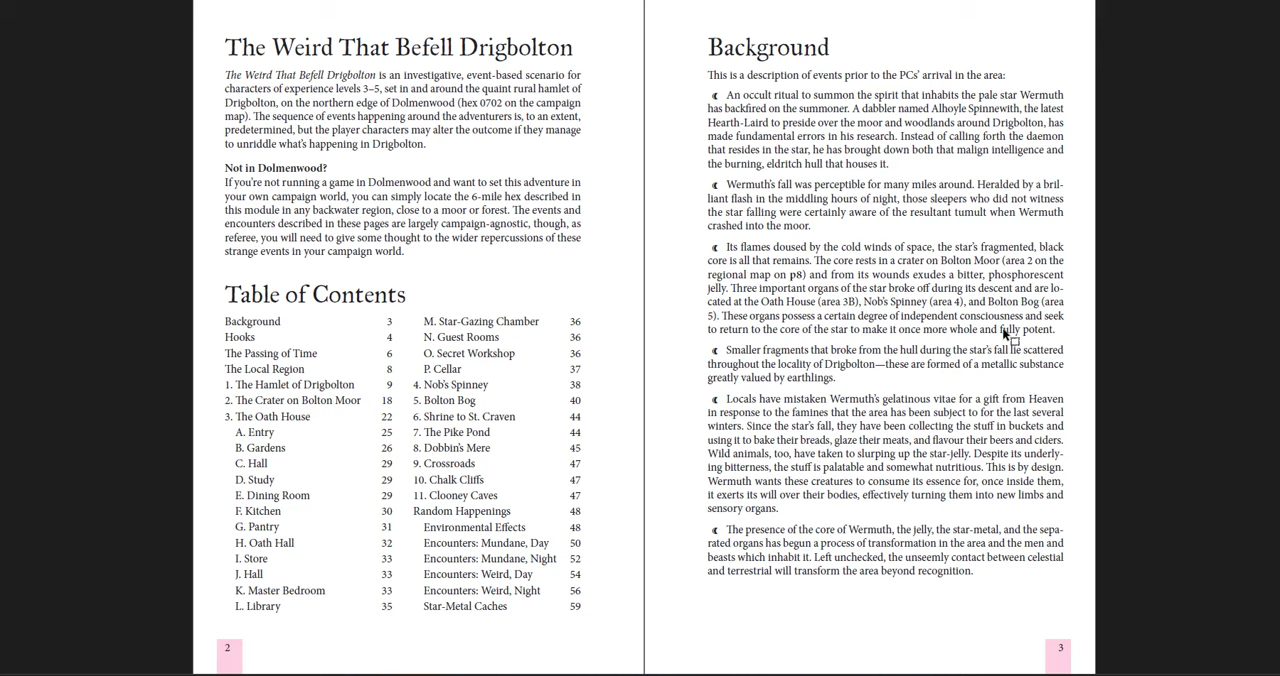 The Weird That Befell Drigbolton
The Weird That Befell Drigbolton is an investigative, event-based scenario for
characters of experience levels 3–5, set in and around the quaint rural hamlet of
Drigbolton, on the northern edge of Dolmenwood (hex 0702 on the campaign
map). The sequence of events happening around the adventurers is, to an extent,
predetermined, but the player characters may alter the outcome if they manage
to unriddle what's happening in Drigbolton.
Not in Dolmenwood?
If you're not running a game in Dolmenwood and want to set this adventure in
your own campaign world, you can simply locate the 6-mile hex described in
this module in any backwater region, close to a moor or forest. The events and
encounters described in these pages are largely campaign-agnostic, though, as
referee, you will need to give some thought to the wider repercussions of these
strange events in your campaign world.
Table of Contents
Background 3
Hooks 4
The Passing of Time 6
The Local Region 8
1. The Hamlet of Drigbolton 9
2. The Crater on Bolton Moor 18
3. The Oath House 22
A. Entry 25
B. Gardens 26
C. Hall 29
D. Study 29
E. Dining Room 29
F. Kitchen 30
G. Pantry 31
H. Oath Hall 32
I. Store 33
J. Hall 33
K. Master Bedroom 33
L. Library 35
M. Star-Gazing Chamber 36
N. Guest Rooms 36
O. Secret Workshop 36
P. Cellar 37
4. Nob's Spinney 38
5. Bolton Bog 40
6. Shrine to St. Craven 44
7. The Pike Pond 44
8. Dobbin's Mere 45
9. Crossroads 47
10. Chalk Cliffs 47
11. Clooney Caves 47
Random Happenings 48
Environmental Effects 48
Encounters: Mundane, Day 50
Encounters: Mundane, Night 52
Encounters: Weird, Day 54
Encounters: Weird, Night 56
Star-Metal Caches 59
2
Background
This is a description of events prior to the PCs' arrival in the area:
An occult ritual to summon the spirit that inhabits the pale star Wermuth
has backfired on the summoner. A dabbler named Alhoyle Spinnewith, the latest
Hearth-Laird to preside over the moor and woodlands around Drigbolton, has
made fundamental errors in his research. Instead of calling forth the daemon
that resides in the star, he has brought down both that malign intelligence and
the burning, eldritch hull that houses it.
Wermuth's fall was perceptible for many miles around. Heralded by a bril-
liant flash in the middling hours of night, those sleepers who did not witness
the star falling were certainly aware of the resultant tumult when Wermuth
crashed into the moor.
Its flames doused by the cold winds of space, the star's fragmented, black
core is all that remains. The core rests in a crater on Bolton Moor (area 2 on the
regional map on p8) and from its wounds exudes a bitter, phosphorescent
jelly. Three important organs of the star broke off during its descent and are lo-
cated at the Oath House (area 3B), Nob's Spinney (area 4), and Bolton Bog (area
5). These organs possess a certain degree of independent consciousness and seek
to return to the core of the star to make it once more whole and fully potent.
Smaller fragments that broke from the hull during the star's fall lie scattered
throughout the locality of Drigbolton—these are formed of a metallic substance
greatly valued by earthlings.
Locals have mistaken Wermuth's gelatinous vitae for a gift from Heaven
in response to the famines that the area has been subject to for the last several
winters. Since the star's fall, they have been collecting the stuff in buckets and
using it to bake their breads, glaze their meats, and flavour their beers and ciders.
Wild animals, too, have taken to slurping up the star-jelly. Despite its underly-
ing bitterness, the stuff is palatable and somewhat nutritious. This is by design.
Wermuth wants these creatures to consume its essence for, once inside them,
it exerts its will over their bodies, effectively turning them into new limbs and
sensory organs.
The presence of the core of Wermuth, the jelly, the star-metal, and the sepa-
rated organs has begun a process of transformation in the area and the men and
beasts which inhabit it. Left unchecked, the unseemly contact between celestial
and terrestrial will transform the area beyond recognition.
3